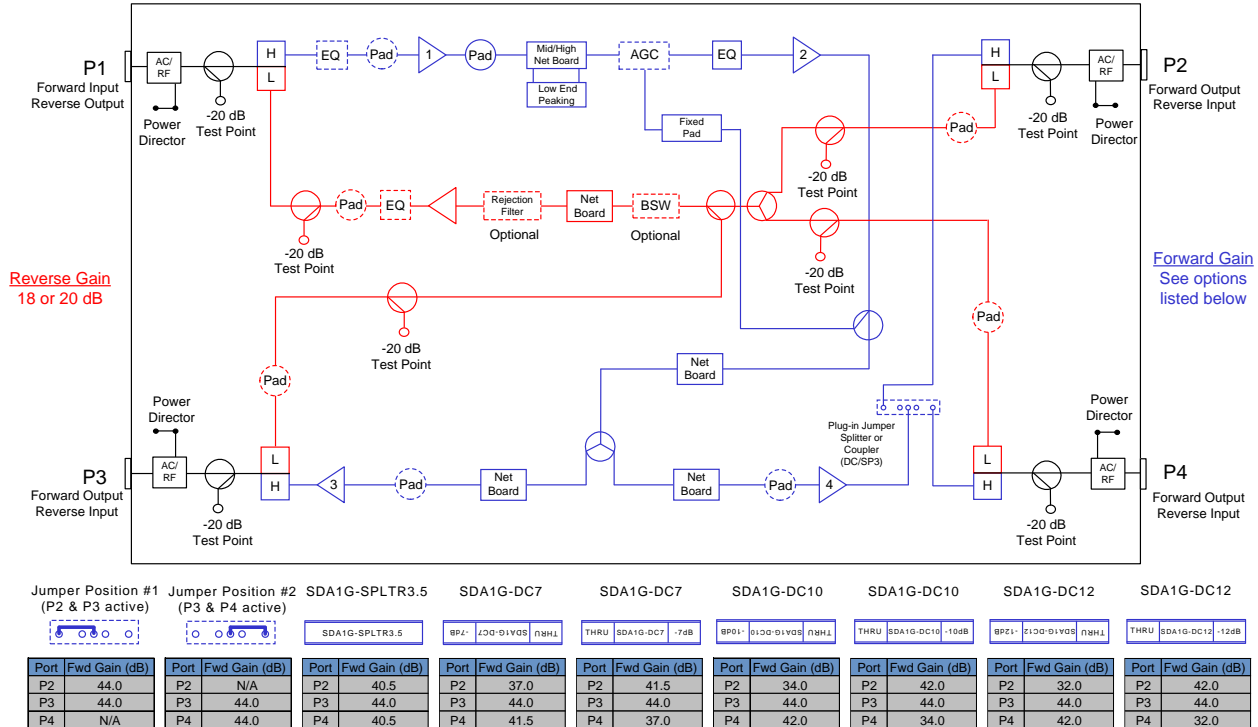 H
H
EQ
Pad
1
Pad
Mid/High
Net Board
AGC
EQ
2
P1
Forward Input
Reverse Output
AC/
RF
L
L
AC/
RF
P2
Forward Output
Reverse Input
Low End
Peaking
-20 dB
Test Point
Power
Director
Fixed
Pad
Pad
-20 dB
Test Point
Power
Director
-20 dB
Test Point
Pad
EQ
Rejection
Filter
Optional
Net
Board
BSW
Optional
-20 dB
Test Point
-20 dB
Test Point
Reverse Gain
18 or 20 dB
Forward Gain
See options
listed below
Pad
-20 dB
Test Point
Net
Board
Pad
Power
Director
Power
Director
Plug-in Jumper
Splitter or
Coupler
(DC/SP3)
P3
Forward Output
Reverse Input
AC/
RF
L
H
3
Pad
Net
Board
Net
Board
Pad
4
L
H
AC/
RF
P4
Forward Output
Reverse Input
-20 dB
Test Point
-20 dB
Test Point
Jumper Position #1
(P2 & P3 active)
Jumper Position #2
(P3 & P4 active)
SDA1G-SPLTR3.5
SDA1G-DC7
SDA1G-DC7
SDA1G-DC10
SDA1G-DC10
SDA1G-DC12
SDA1G-DC12
SDA1G-SPLTR3.5
THRU SDA1G-DC7 -7dB
THRU SDA1G-DC7 -7dB
THRU SDA1G-DC10 -10dB
THRU SDA1G-DC10 -10dB
THRU SDA1G-DC12 -12dB
THRU SDA1G-DC12 -12dB
Port Fwd Gain (dB) Port Fwd Gain (dB) Port Fwd Gain (dB) Port Fwd Gain (dB) Port Fwd Gain (dB) Port Fwd Gain (dB) Port Fwd Gain (dB) Port Fwd Gain (dB) Port Fwd Gain (dB)
P2 44.0 P2 N/A P2 40.5 P2 37.0 P2 41.5 P2 34.0 P2 42.0 P2 32.0 P2 42.0
P3 44.0 P3 44.0 P3 44.0 P3 44.0 P3 44.0 P3 44.0 P3 44.0 P3 44.0 P3 44.0
P4 N/A P4 44.0 P4 40.5 P4 41.5 P4 37.0 P4 42.0 P4 34.0 P4 42.0 P4 32.0